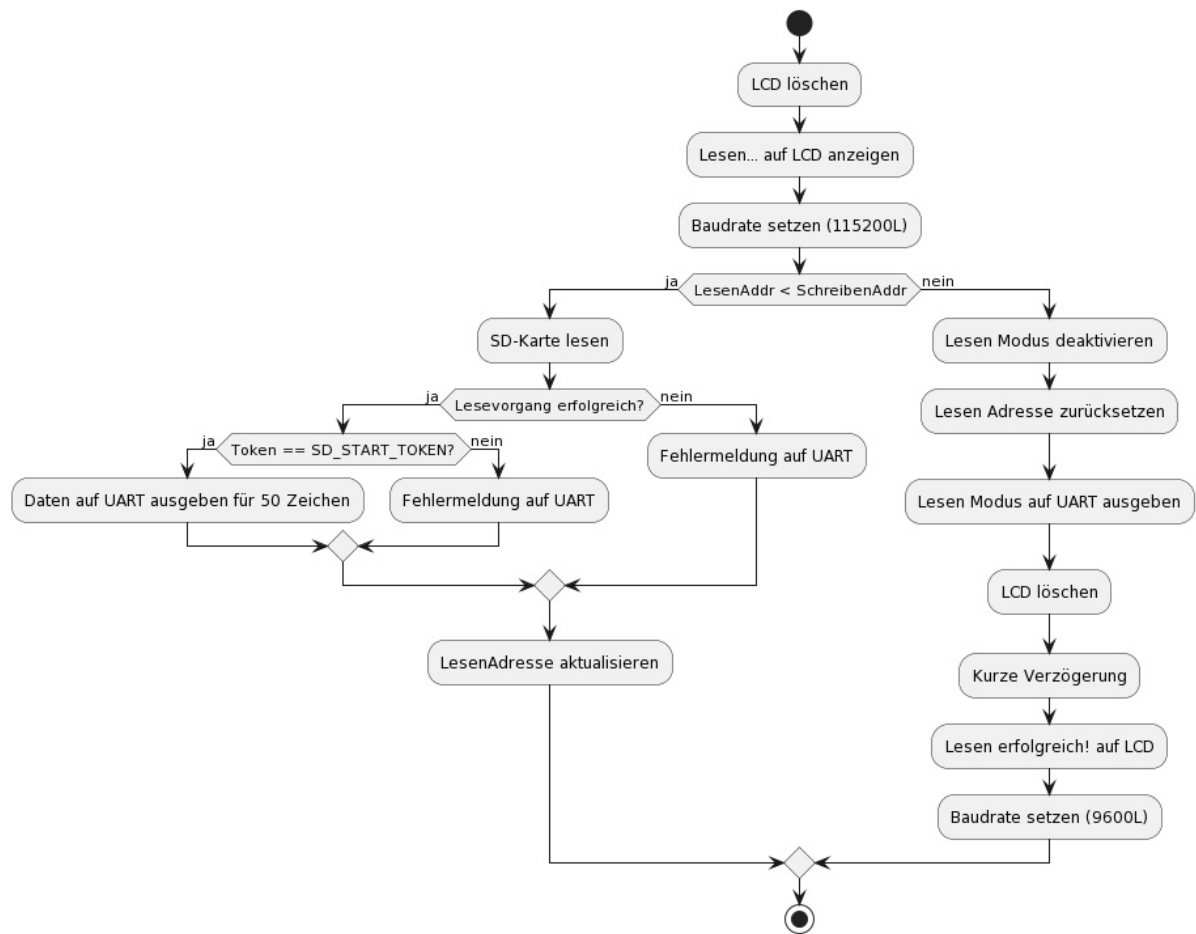 LCD löschen
Lesen... auf LCD anzeigen
Baudrate setzen (115200L)
ja
LesenAddr < SchreibenAddr
nein
SD-Karte lesen
Lesen Modus deaktivieren
ja
Lesevorgang erfolgreich?
nein
Lesen Adresse zurücksetzen
ja
Token == SD_START_TOKEN?
nein
Fehlermeldung auf UART
Daten auf UART ausgeben für 50 Zeichen
Fehlermeldung auf UART
Lesen Modus auf UART ausgeben
LCD löschen
LesenAdresse aktualisieren
Kurze Verzögerung
Lesen erfolgreich! auf LCD
Baudrate setzen (9600L)